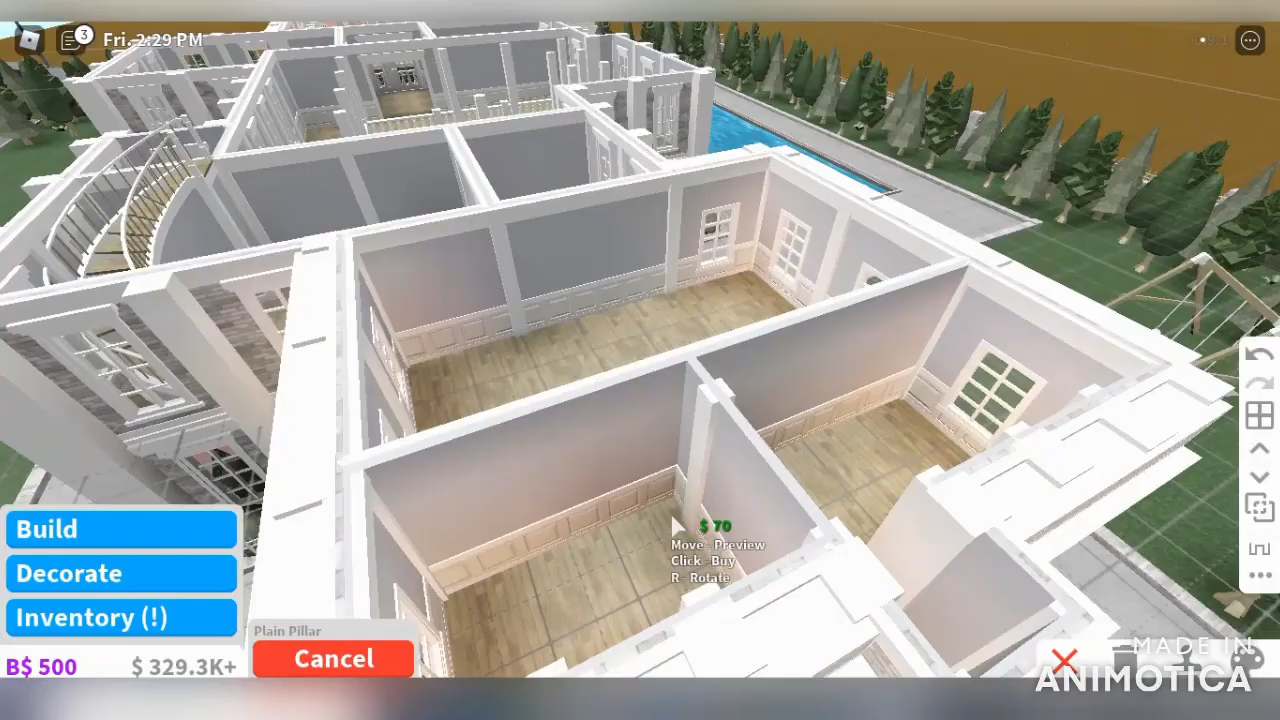 3
Fri. 2:29 PM
$ 70
Move - Preview
Click - Buy
R - Rotate
Build
Decorate
Inventory (!)
Plain Pillar
B$ 500
$ 329.3K+
Cancel
MADE IN
ANIMOTICA